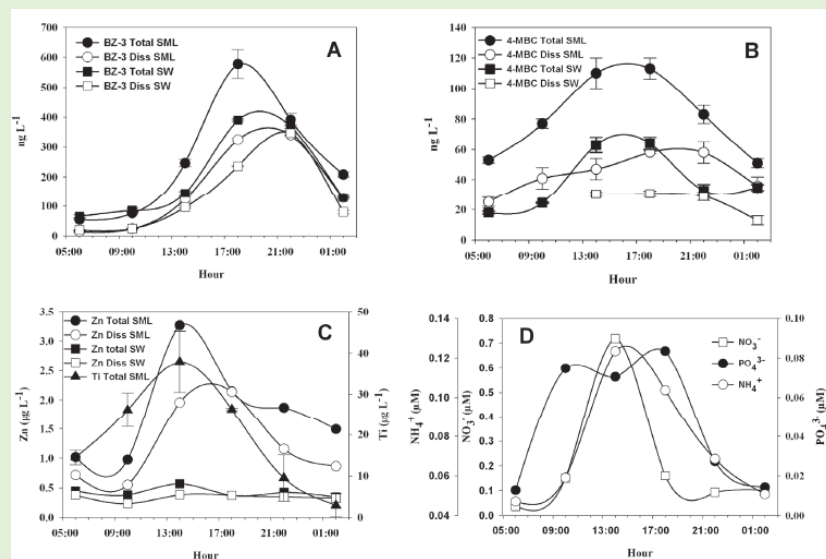 A
BZ-3 Total SML
BZ-3 Diss SML
BZ-3 Total SW
BZ-3 Diss SW
ng L⁻¹
700
600
500
400
300
200
100
0
05:00 09:00 14:00 17:00 21:00 01:00
Hour
B
4-MBC Total SML
4-MBC Diss SML
4-MBC Total SW
4-MBC Diss SW
ng L⁻¹
140
120
100
80
60
40
20
0
05:00 09:00 14:00 17:00 21:00 01:00
Hour
C
Zn Total SML
Zn Diss SML
Zn total SW
Zn Diss SW
Ti Total SML
Zn (µg L⁻¹)
3.5
3.0
2.5
2.0
1.5
1.0
0.5
0.0
Ti (µg L⁻¹)
50
40
30
20
10
0
05:00 09:00 14:00 17:00 21:00 01:00
Hour
D
NO₃⁻
PO₄³⁻
NH₄⁺
NH₄⁺ (µM)
0.14
0.12
0.10
0.08
0.06
0.04
NO₃⁻ (µM)
0.8
0.7
0.6
0.5
0.4
0.3
0.2
0.1
0.0
PO₄³⁻ (µM)
0.10
0.08
0.06
0.04
0.02
0.00
05:00 09:00 14:00 17:00 21:00 01:00
Hour